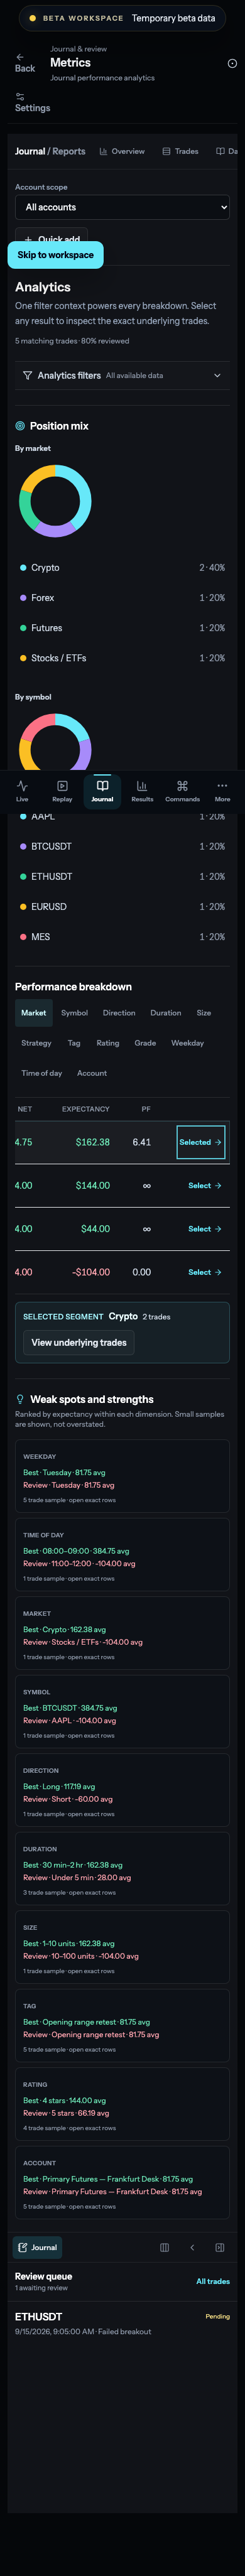 BETA WORKSPACE Temporary beta data
Journal & review
Back
Metrics
Journal performance analytics
Settings
Journal / Reports Overview Trades Da
Account scope
All accounts
Quick add
Skip to workspace
Analytics
One filter context powers every breakdown. Select
any result to inspect the exact underlying trades.
5 matching trades · 80% reviewed
Analytics filters All available data
Position mix
By market
Crypto 2 · 40%
Forex 1 · 20%
Futures 1 · 20%
Stocks / ETFs 1 · 20%
By symbol
Live Replay Journal Results Commands More
AAPL 1 · 20%
BTCUSDT 1 · 20%
ETHUSDT 1 · 20%
EURUSD 1 · 20%
MES 1 · 20%
Performance breakdown
Market Symbol Direction Duration Size
Strategy Tag Rating Grade Weekday
Time of day Account
NET EXPECTANCY PF
4.75 $162.38 6.41 Selected →
4.00 $144.00 ∞ Select →
4.00 $44.00 ∞ Select →
4.00 -$104.00 0.00 Select →
SELECTED SEGMENT Crypto 2 trades
View underlying trades
Weak spots and strengths
Ranked by expectancy within each dimension. Small samples
are shown, not overstated.
WEEKDAY
Best · Tuesday · 81.75 avg
Review · Tuesday · 81.75 avg
5 trade sample · open exact rows
TIME OF DAY
Best · 08:00–09:00 · 384.75 avg
Review · 11:00–12:00 · -104.00 avg
1 trade sample · open exact rows
MARKET
Best · Crypto · 162.38 avg
Review · Stocks / ETFs · -104.00 avg
1 trade sample · open exact rows
SYMBOL
Best · BTCUSDT · 384.75 avg
Review · AAPL · -104.00 avg
1 trade sample · open exact rows
DIRECTION
Best · Long · 117.19 avg
Review · Short · -60.00 avg
1 trade sample · open exact rows
DURATION
Best · 30 min–2 hr · 162.38 avg
Review · Under 5 min · 28.00 avg
3 trade sample · open exact rows
SIZE
Best · 1–10 units · 162.38 avg
Review · 10–100 units · -104.00 avg
1 trade sample · open exact rows
TAG
Best · Opening range retest · 81.75 avg
Review · Opening range retest · 81.75 avg
5 trade sample · open exact rows
RATING
Best · 4 stars · 144.00 avg
Review · 5 stars · 66.19 avg
4 trade sample · open exact rows
ACCOUNT
Best · Primary Futures — Frankfurt Desk · 81.75 avg
Review · Primary Futures — Frankfurt Desk · 81.75 avg
5 trade sample · open exact rows
Journal
Review queue
1 awaiting review
All trades
ETHUSDT Pending
9/15/2026, 9:05:00 AM · Failed breakout